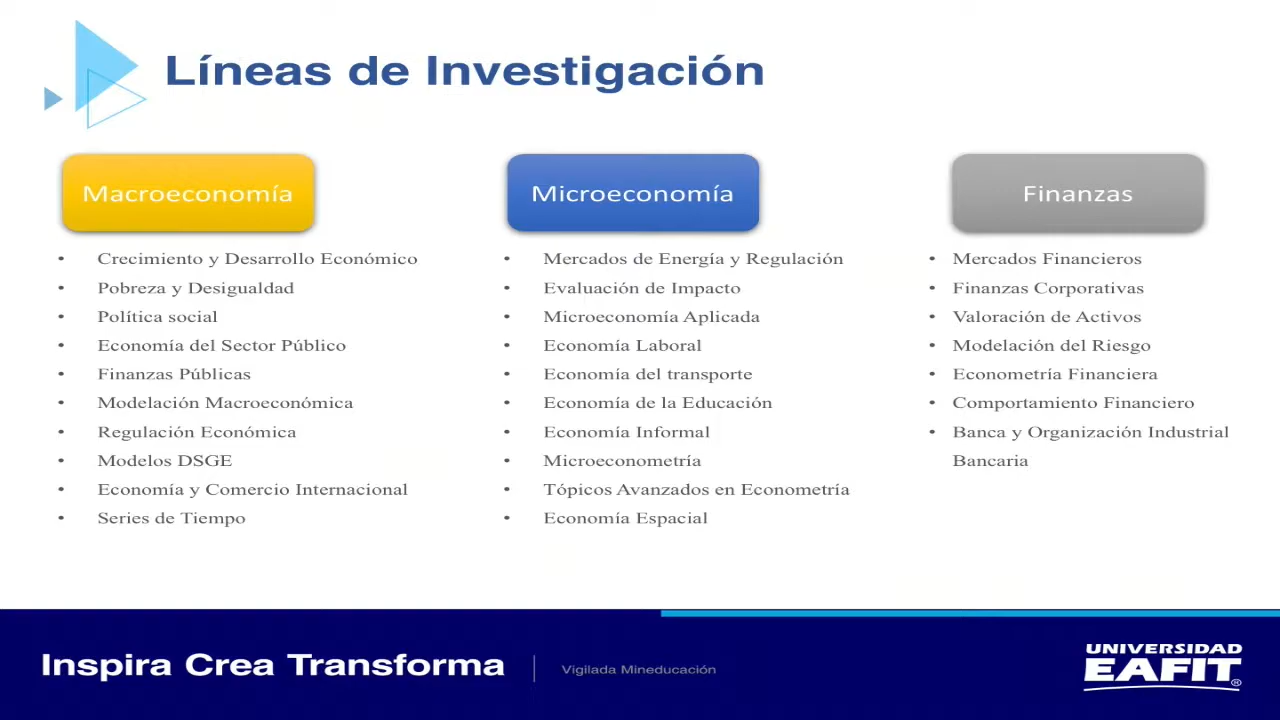 Líneas de Investigación
Macroeconomía
• Crecimiento y Desarrollo Económico
• Pobreza y Desigualdad
• Política social
• Economía del Sector Público
• Finanzas Públicas
• Modelación Macroeconómica
• Regulación Económica
• Modelos DSGE
• Economía y Comercio Internacional
• Series de Tiempo
Microeconomía
• Mercados de Energía y Regulación
• Evaluación de Impacto
• Microeconomía Aplicada
• Economía Laboral
• Economía del transporte
• Economía de la Educación
• Economía Informal
• Microeconometría
• Tópicos Avanzados en Econometría
• Economía Espacial
Finanzas
• Mercados Financieros
• Finanzas Corporativas
• Valoración de Activos
• Modelación del Riesgo
• Econometría Financiera
• Comportamiento Financiero
• Banca y Organización Industrial
Bancaria
Inspira Crea Transforma
Vigilada Mineducación
UNIVERSIDAD
EAFIT®